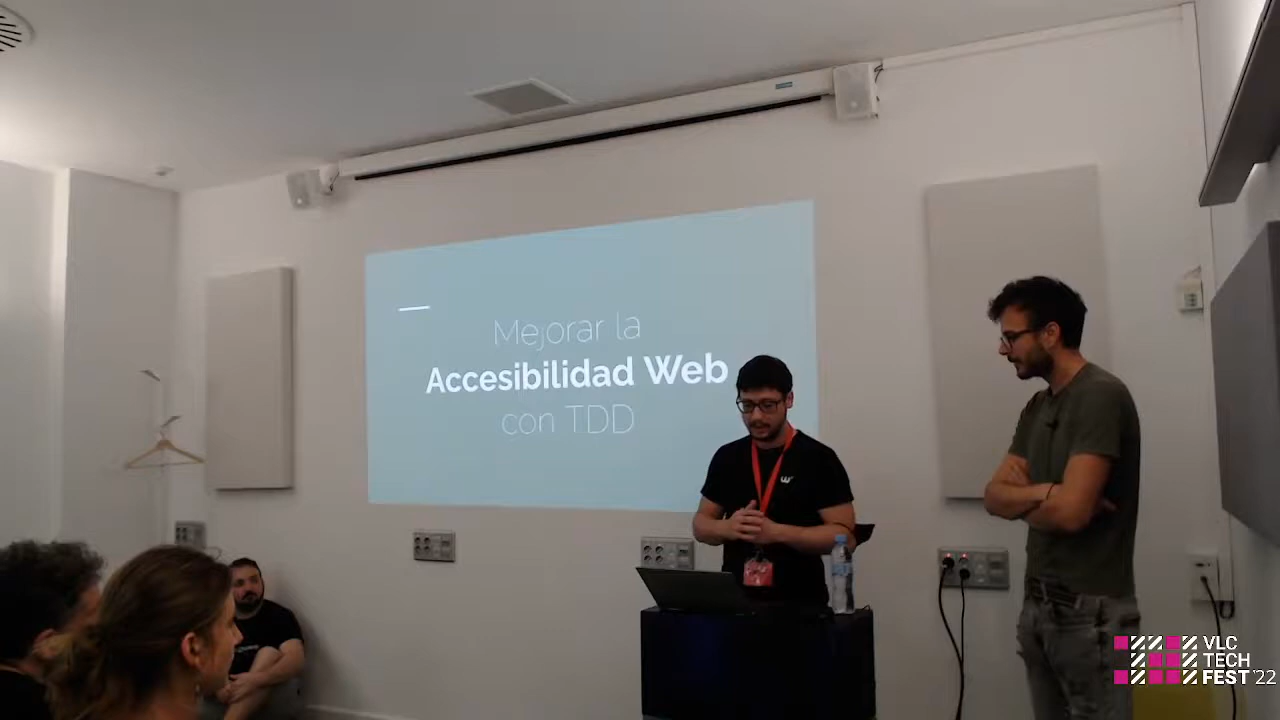 Mejorar la
Accesibilidad Web
con TDD
VLC
TECH
FEST '22